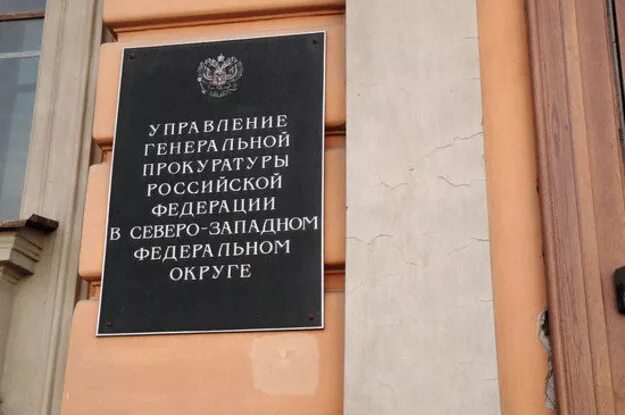 УПРАВЛЕНИЕ
ГЕНЕРАЛЬНОЙ
ПРОКУРАТУРЫ
РОССИЙСКОЙ
ФЕДЕРАЦИИ
В СЕВЕРО-ЗАПАДНОМ
ФЕДЕРАЛЬНОМ
ОКРУГЕ